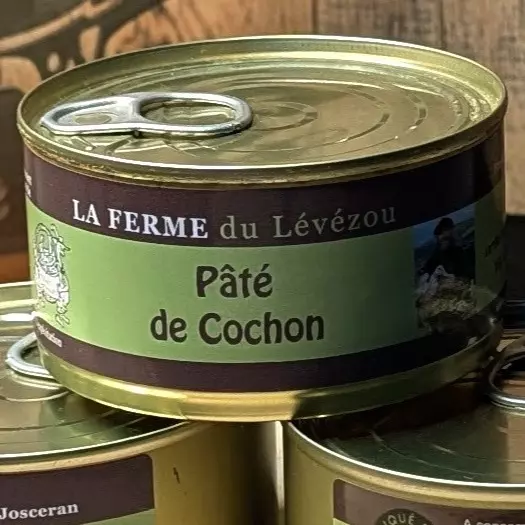 LA FERME du Lévézou
Pâté
de Cochon
Josceran